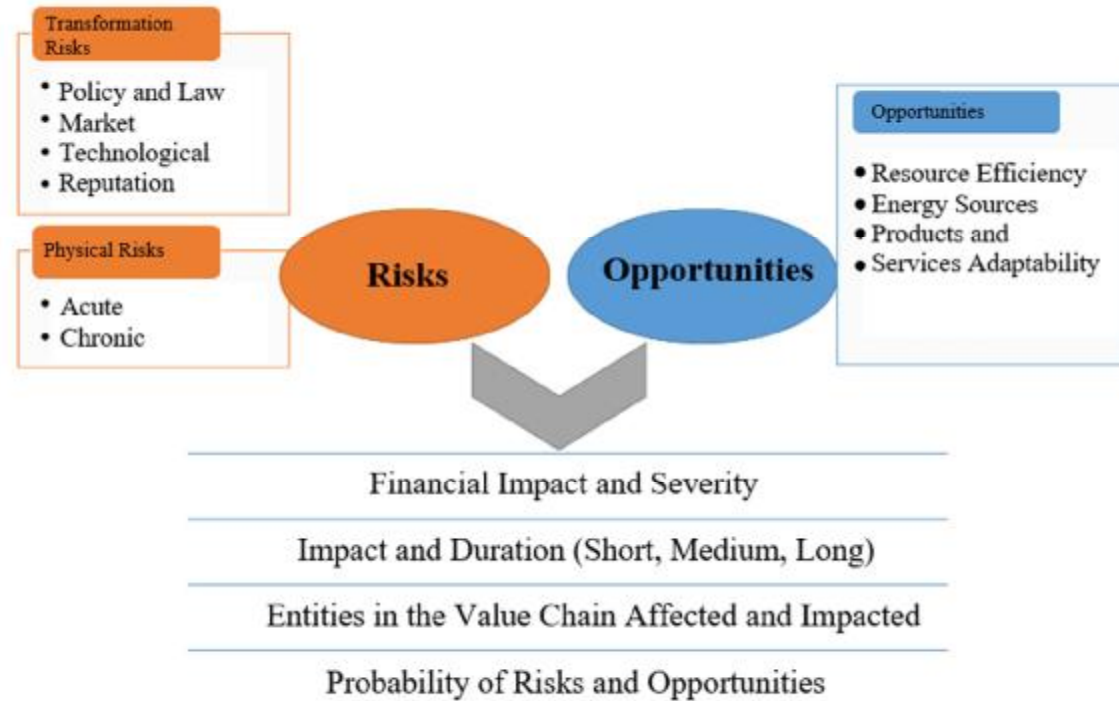 Transformation
Risks
• Policy and Law
• Market
• Technological
• Reputation
Physical Risks
• Acute
• Chronic
Risks
Opportunities
Opportunities
• Resource Efficiency
• Energy Sources
• Products and
• Services Adaptability
Financial Impact and Severity
Impact and Duration (Short, Medium, Long)
Entities in the Value Chain Affected and Impacted
Probability of Risks and Opportunities